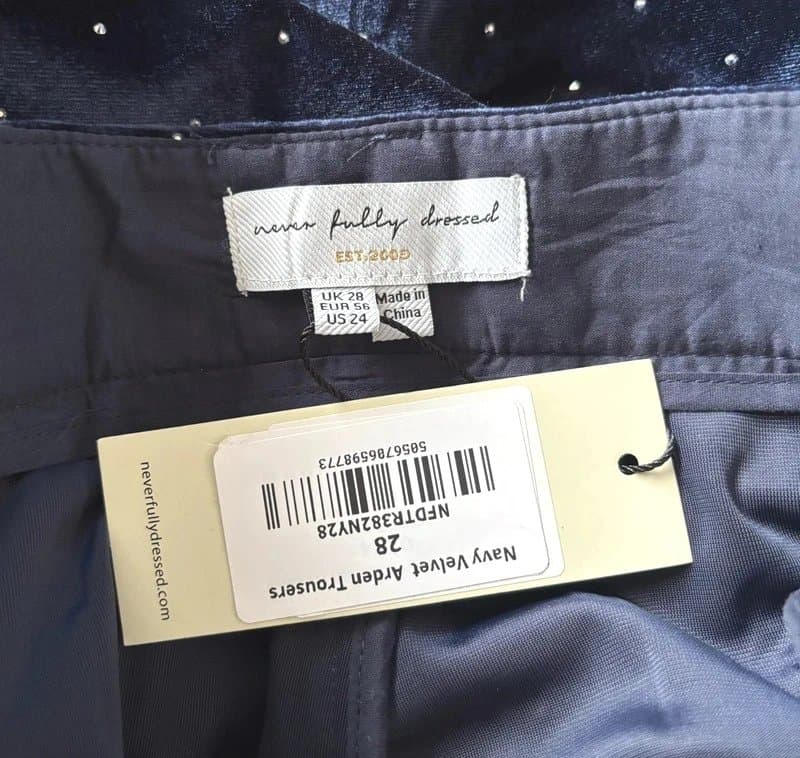 never fully dressed
EST. 2009
UK 28
EUR 56
US 24
Made in
China
neverfullydressed.com
Navy Velvet Arden Trousers
28
NFDTR382NY28
5056786598773